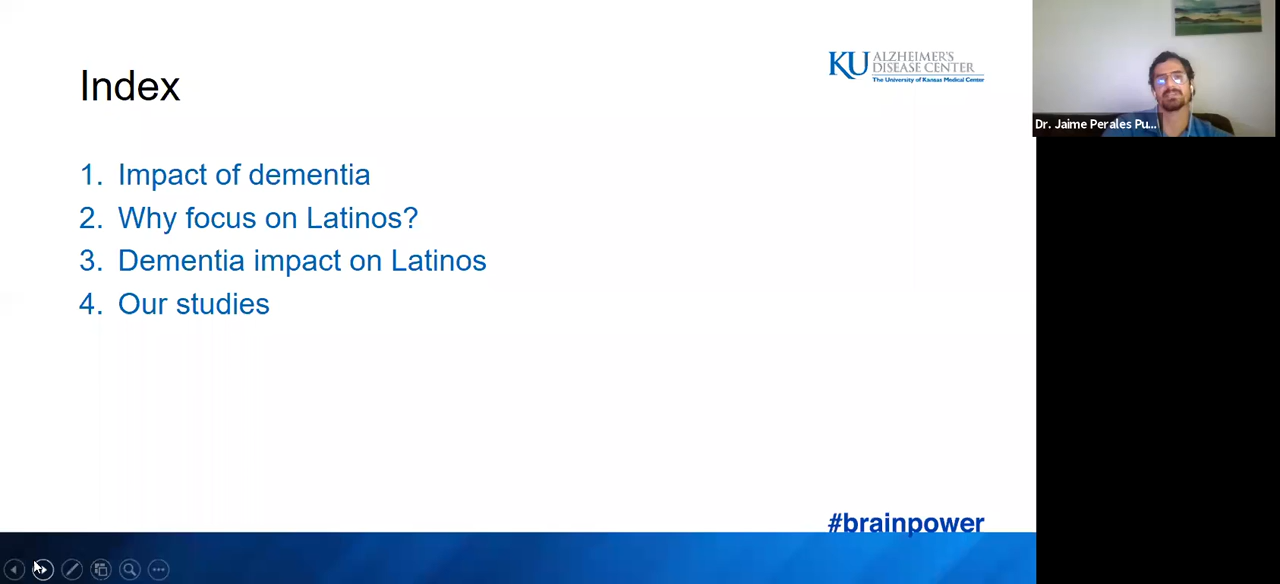 Index
KU ALZHEIMER'S
DISEASE CENTER
The University of Kansas Medical Center
1. Impact of dementia
2. Why focus on Latinos?
3. Dementia impact on Latinos
4. Our studies
#brainpower
Dr. Jaime Perales Pu...